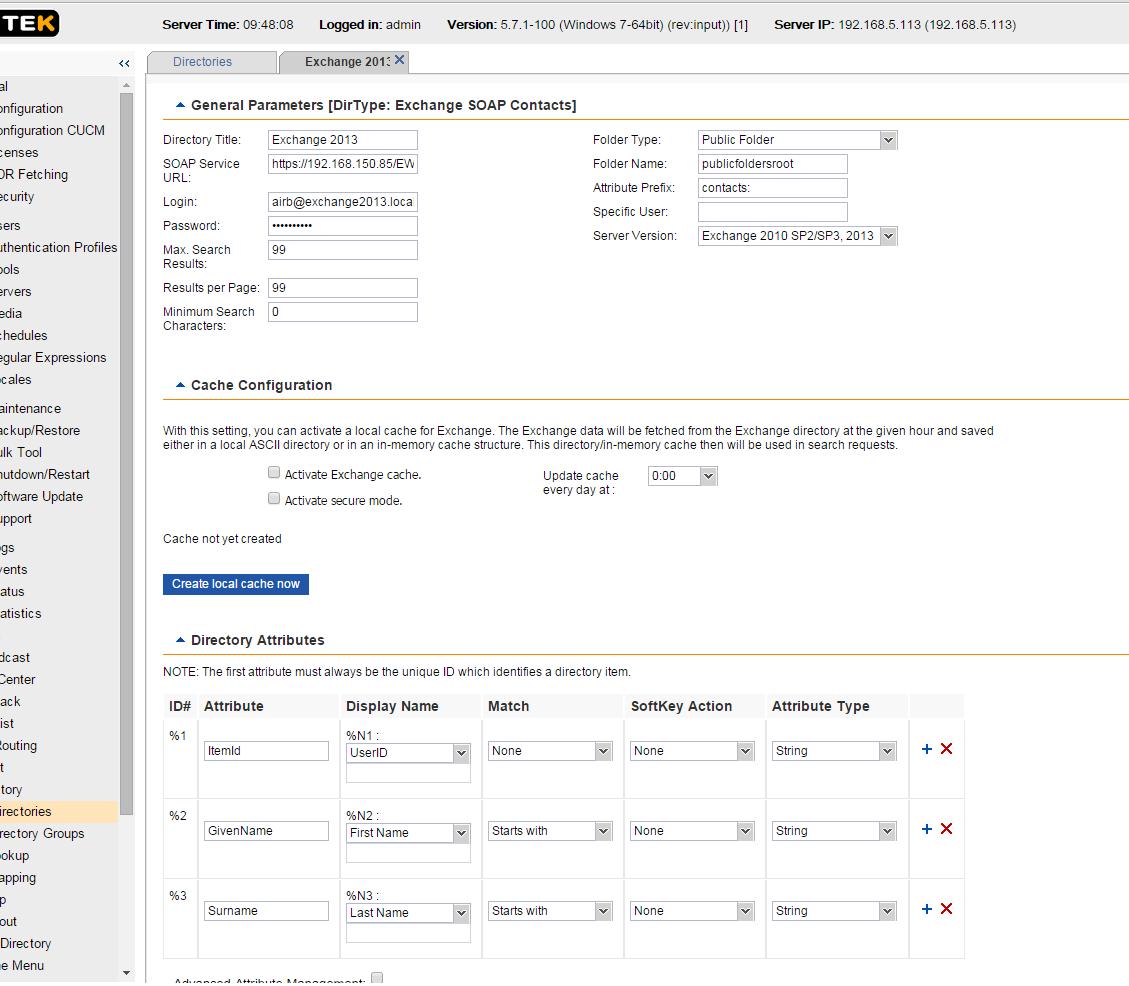 TEK
Server Time: 09:48:08 Logged in: admin Version: 5.7.1-100 (Windows 7-64bit) (rev:input)) [1] Server IP: 192.168.5.113 (192.168.5.113)
«
Directories
Exchange 2013
al
onfiguration
onfiguration CUCM
censes
DR Fetching
ecurity
sers
uthentication Profiles
ools
ervers
edia
chedules
egular Expressions
ocales
aintenance
ackup/Restore
ulk Tool
hutdown/Restart
oftware Update
upport
ogs
vents
tatus
tatistics
dcast
Center
ack
ist
Routing
t
tory
irectories
rectory Groups
ookup
apping
p
out
Directory
e Menu
General Parameters [DirType: Exchange SOAP Contacts]
Directory Title: Exchange 2013
SOAP Service URL: https://192.168.150.85/EW
Login: airb@exchange2013.loca
Password: ••••••••••
Max. Search Results: 99
Results per Page: 99
Minimum Search Characters: 0
Folder Type: Public Folder
Folder Name: publicfoldersroot
Attribute Prefix: contacts:
Specific User:
Server Version: Exchange 2010 SP2/SP3, 2013
Cache Configuration
With this setting, you can activate a local cache for Exchange. The Exchange data will be fetched from the Exchange directory at the given hour and saved
either in a local ASCII directory or in an in-memory cache structure. This directory/in-memory cache then will be used in search requests.
Activate Exchange cache.
Activate secure mode.
Update cache
every day at : 0:00
Cache not yet created
Create local cache now
Directory Attributes
NOTE: The first attribute must always be the unique ID which identifies a directory item.
ID# Attribute Display Name Match SoftKey Action Attribute Type
%1 %N1 :
ItemId UserID None None String
%2 %N2 :
GivenName First Name Starts with None String
%3 %N3 :
Surname Last Name Starts with None String
Advanced Attribute Management: